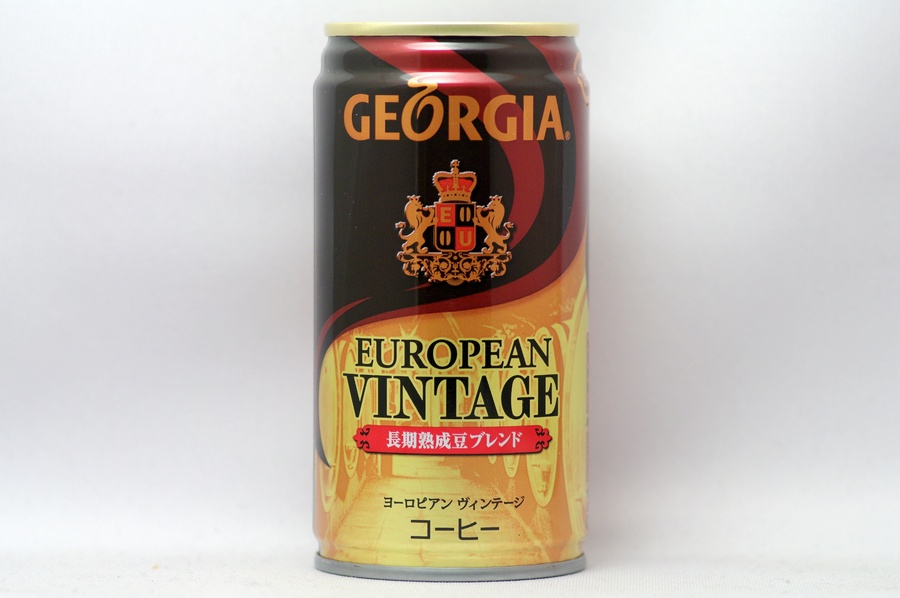 GEORGIA®
E
U
EUROPEAN
VINTAGE
長期熟成豆ブレンド
ヨーロピアン ヴィンテージ
コーヒー